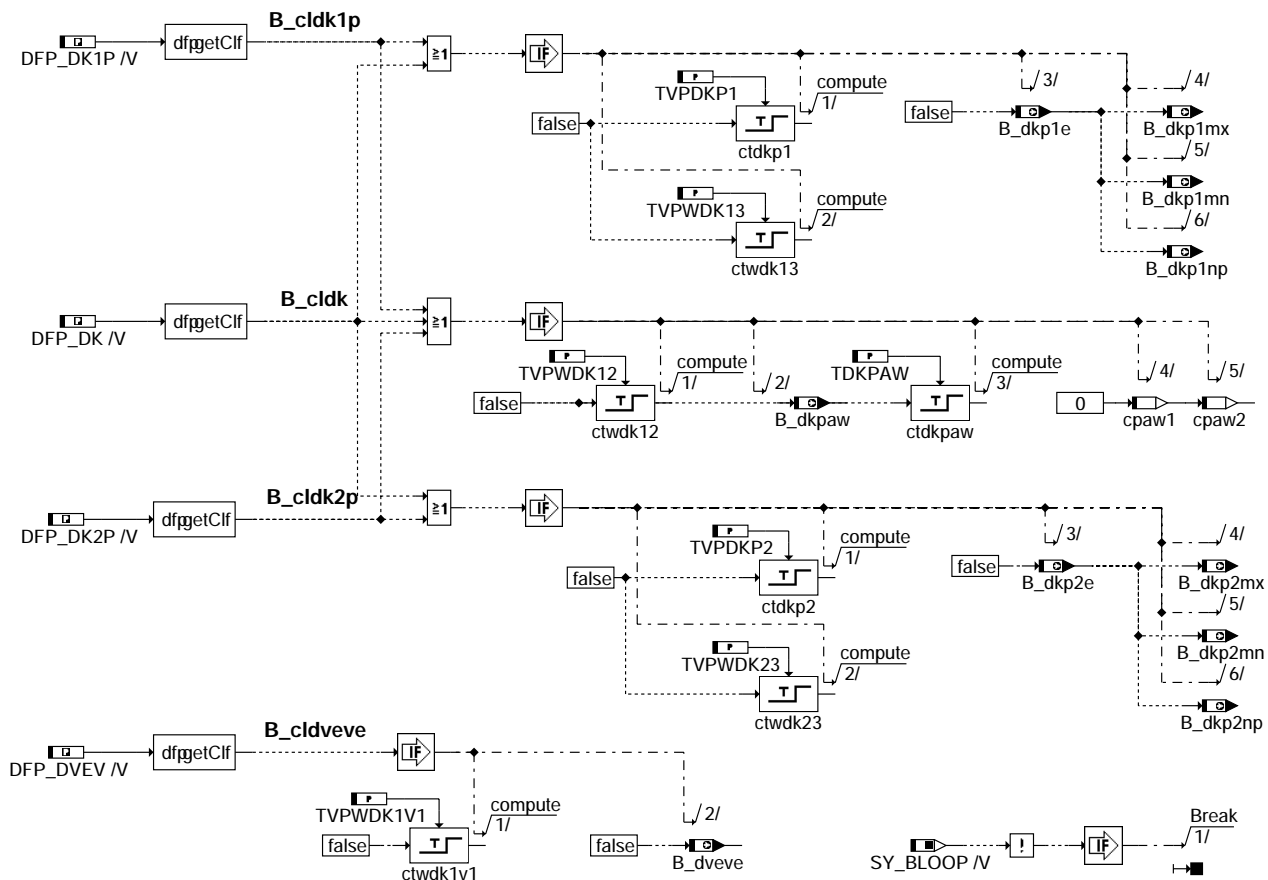 B_cldk1p
DFP_DK1P /V
dfpgetClf
≥1
IF
3/
4/
TVPDKP1
compute
1/
false
ctdkp1
false
B_dkp1e
B_dkp1mx
5/
B_dkp1mn
TVPWDK13
compute
2/
6/
ctwdk13
B_dkp1np
B_cldk
DFP_DK /V
dfpgetClf
≥1
IF
TVPWDK12
compute
1/
2/
TDKPAW
compute
3/
4/
5/
false
ctwdk12
B_dkpaw
ctdkpaw
0
cpaw1
cpaw2
B_cldk2p
DFP_DK2P /V
dfpgetClf
≥1
IF
3/
4/
TVPDKP2
compute
1/
false
ctdkp2
false
B_dkp2e
B_dkp2mx
5/
B_dkp2mn
TVPWDK23
compute
2/
6/
ctwdk23
B_dkp2np
B_cldveve
DFP_DVEV /V
dfpgetClf
IF
TVPWDK1V1
compute
1/
2/
false
ctwdk1v1
false
B_dveve
SY_BLOOP /V
!
IF
Break
1/